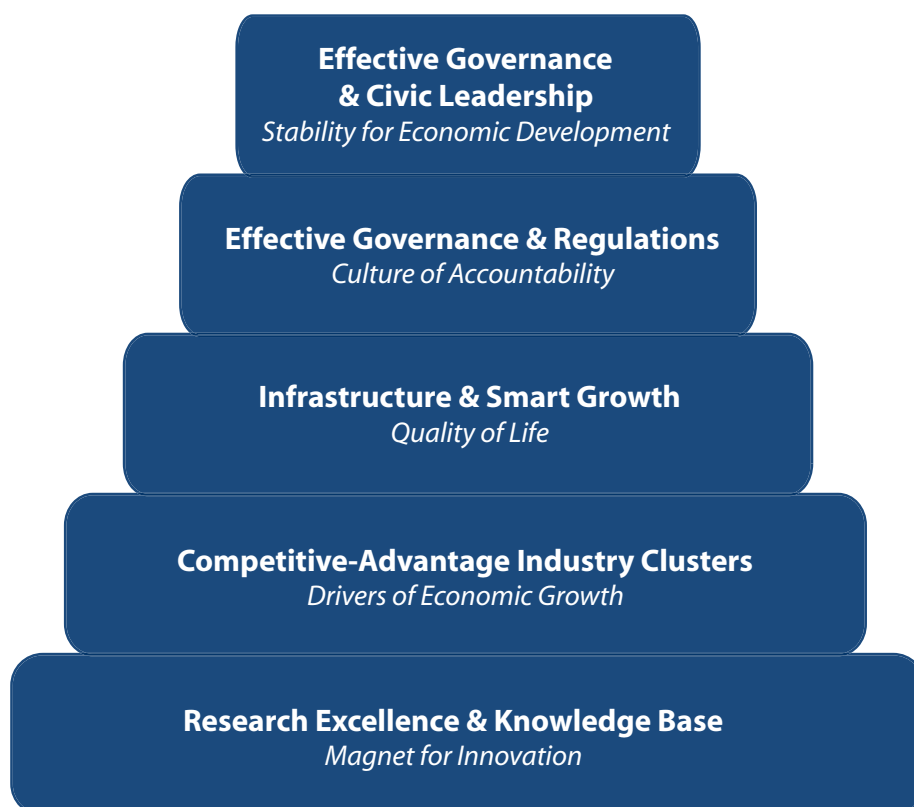 Effective Governance
& Civic Leadership
Stability for Economic Development
Effective Governance & Regulations
Culture of Accountability
Infrastructure & Smart Growth
Quality of Life
Competitive-Advantage Industry Clusters
Drivers of Economic Growth
Research Excellence & Knowledge Base
Magnet for Innovation